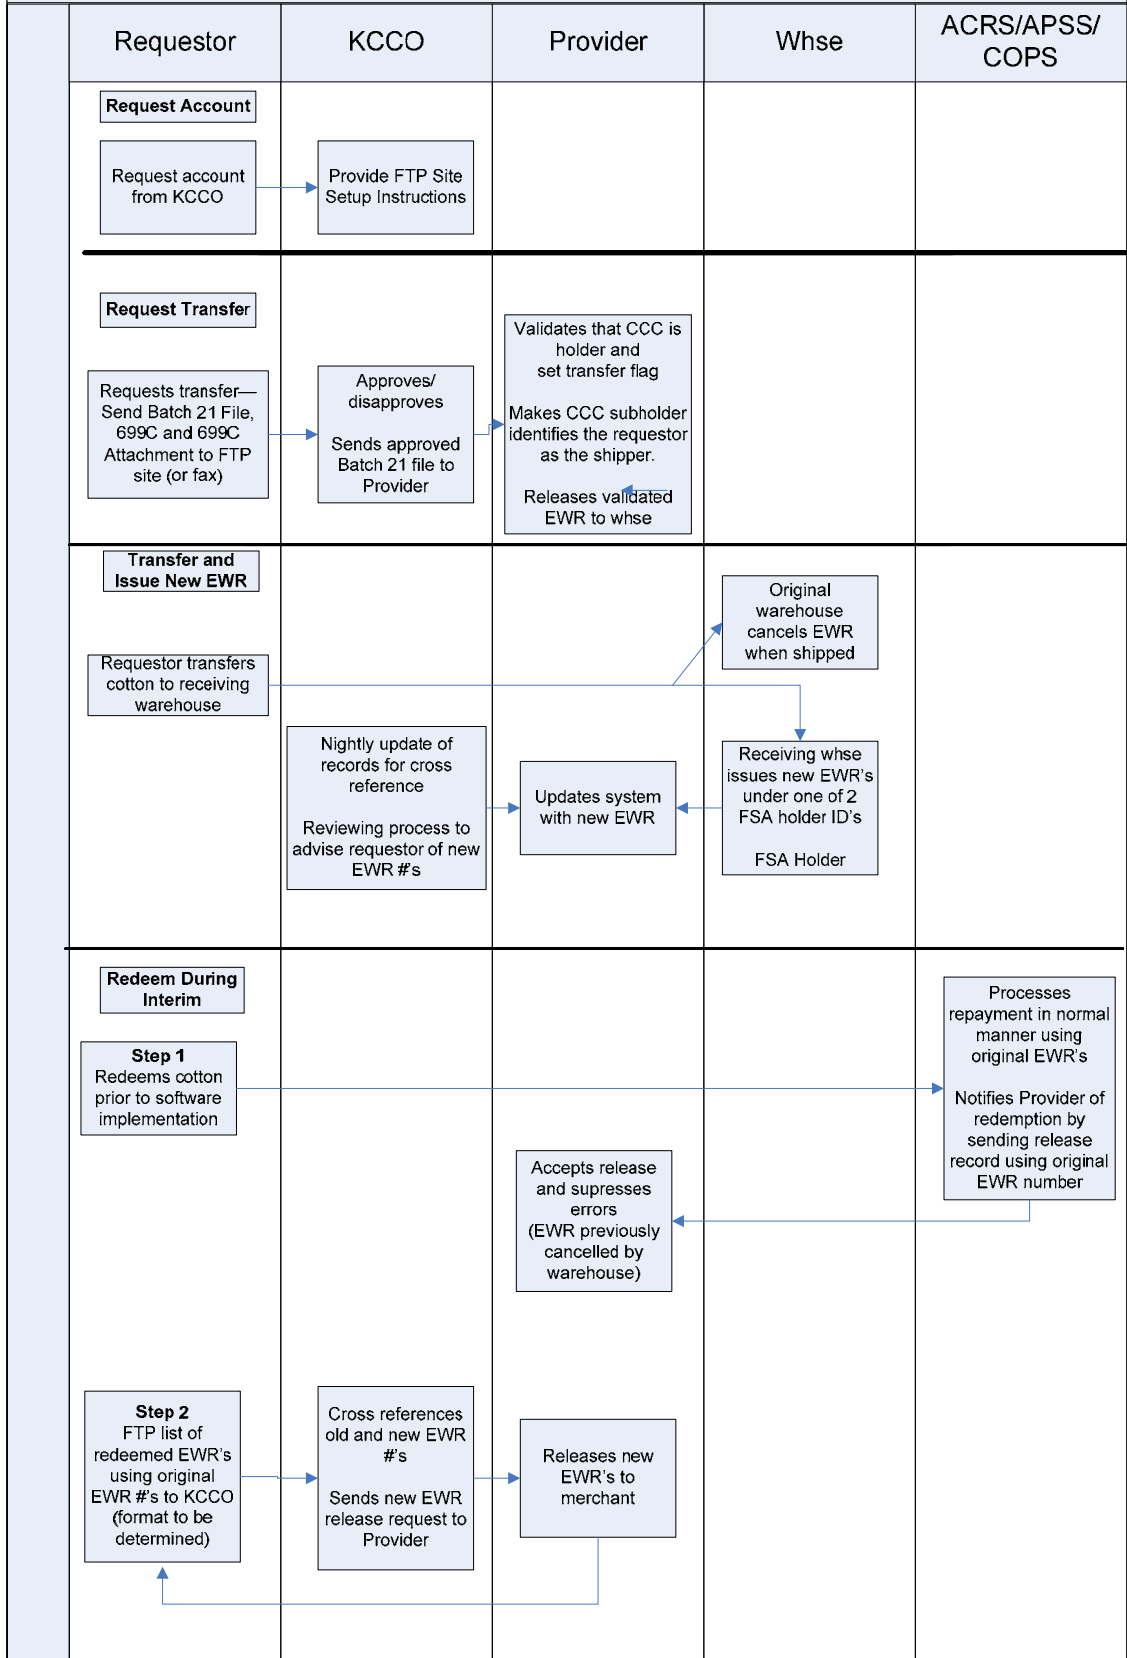 Requestor
KCCO
Provider
Whse
ACRS/APSS/
COPS
Request Account
Request account
from KCCO
Provide FTP Site
Setup Instructions
Request Transfer
Requests transfer—
Send Batch 21 File,
699C and 699C
Attachment to FTP
site (or fax)
Approves/
disapproves
Sends approved
Batch 21 file to
Provider
Validates that CCC is
holder and
set transfer flag
Makes CCC subholder
identifies the requestor
as the shipper.
Releases validated
EWR to whse
Transfer and
Issue New EWR
Requestor transfers
cotton to receiving
warehouse
Original
warehouse
cancels EWR
when shipped
Nightly update of
records for cross
reference
Reviewing process to
advise requestor of new
EWR #'s
Updates system
with new EWR
Receiving whse
issues new EWR's
under one of 2
FSA holder ID's
FSA Holder
Redeem During
Interim
Step 1
Redeems cotton
prior to software
implementation
Processes
repayment in normal
manner using
original EWR's
Notifies Provider of
redemption by
sending release
record using original
EWR number
Accepts release
and supresses
errors
(EWR previously
cancelled by
warehouse)
Step 2
FTP list of
redeemed EWR's
using original
EWR #'s to KCCO
(format to be
determined)
Cross references
old and new EWR
#'s
Sends new EWR
release request to
Provider
Releases new
EWR's to
merchant